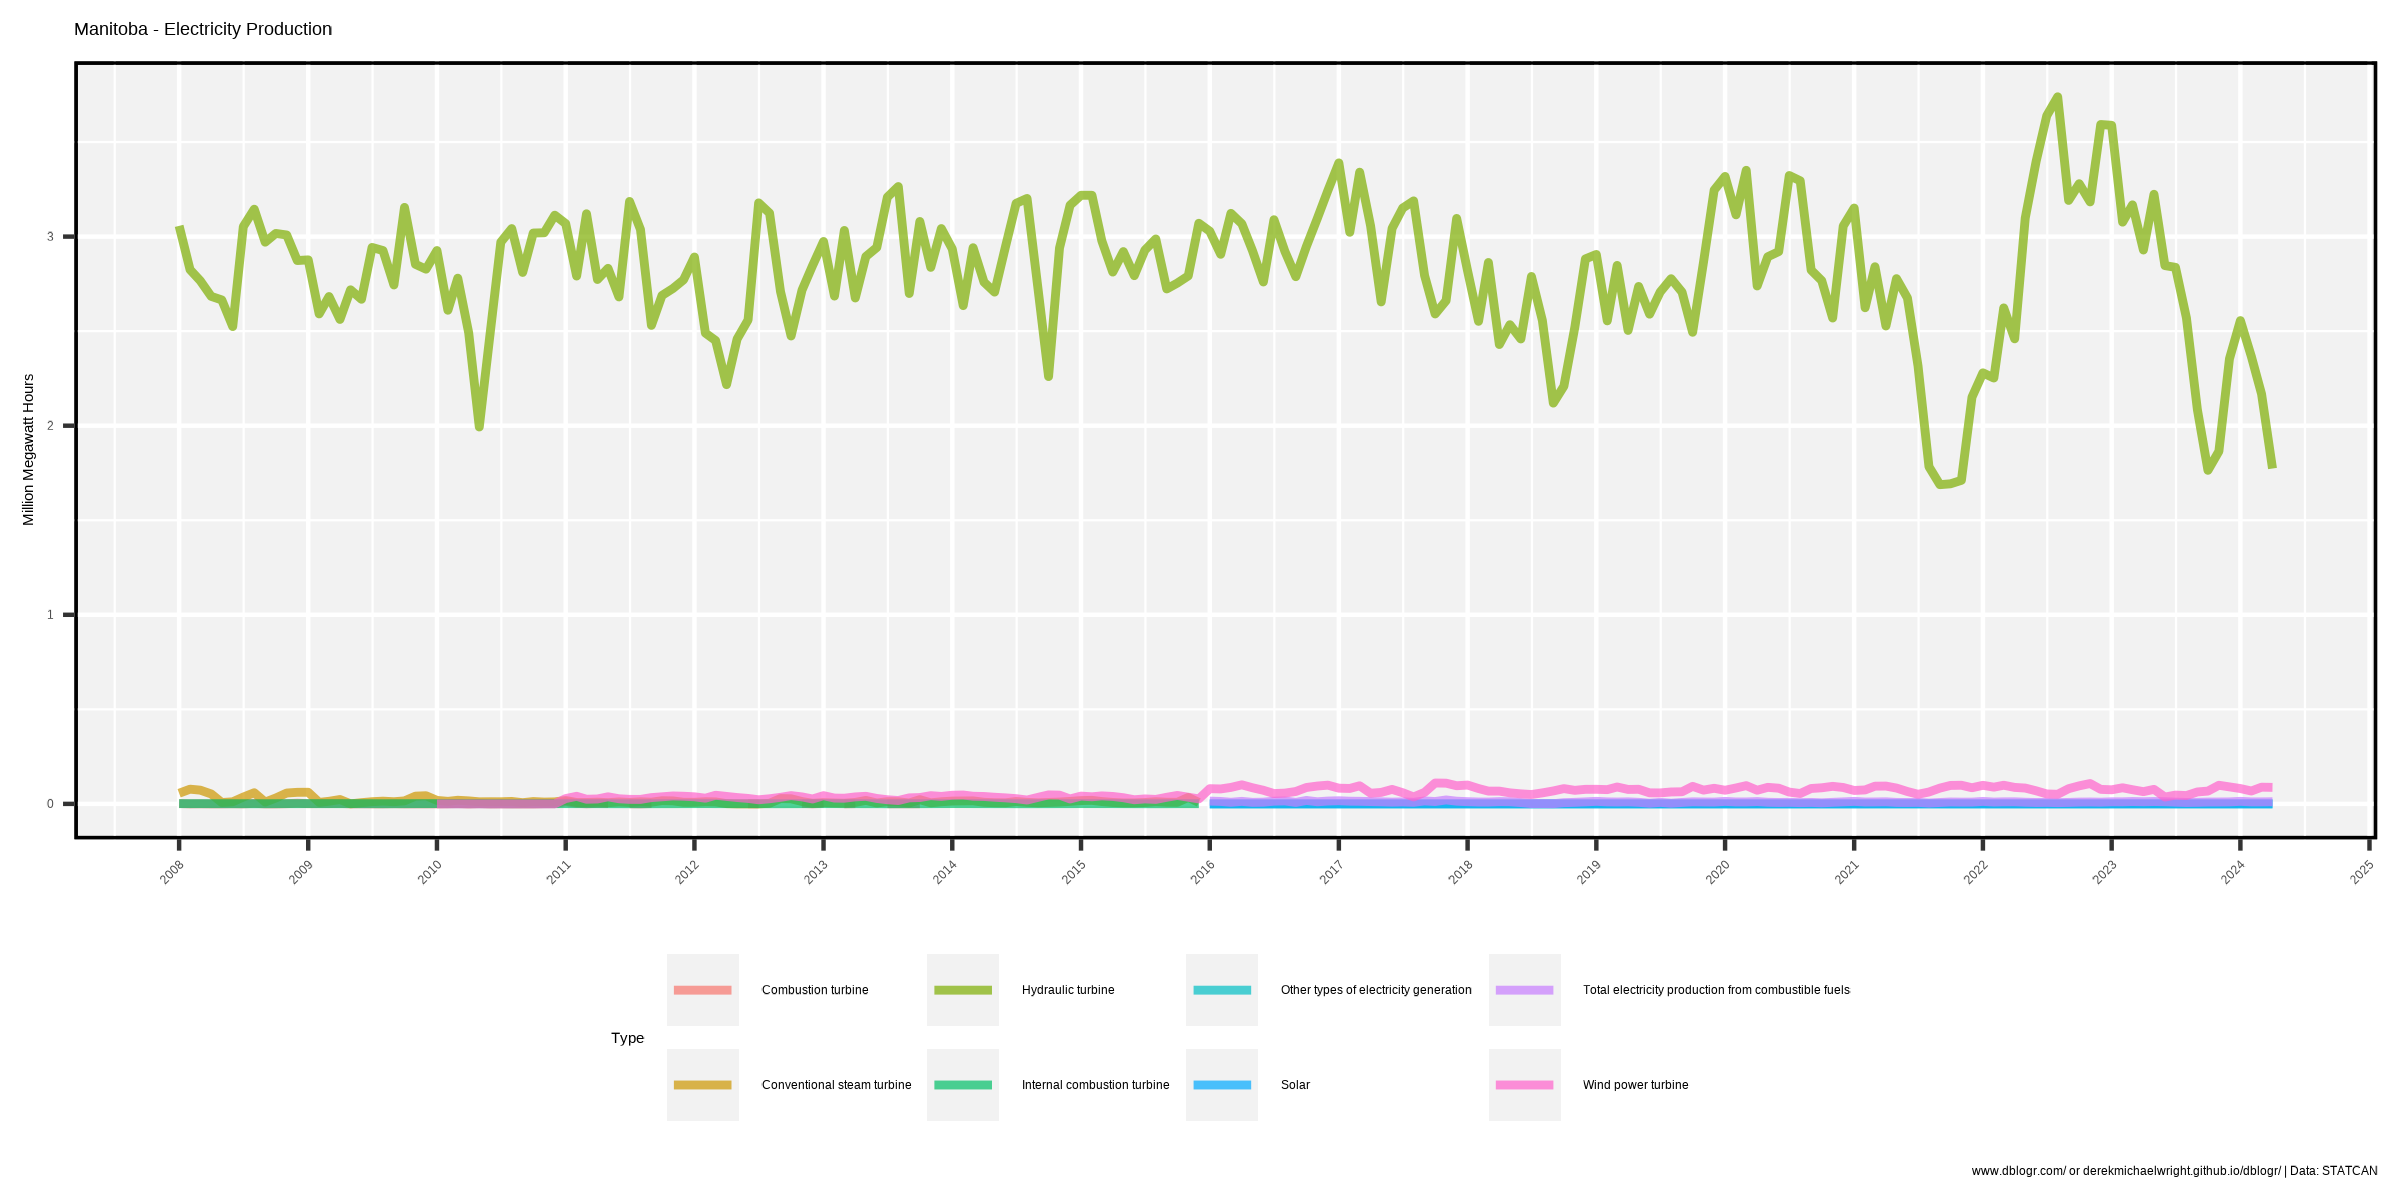 Manitoba - Electricity Production
Million Megawatt Hours
3
2
1
0
2008 2009 2010 2011 2012 2013 2014 2015 2016 2017 2018 2019 2020 2021 2022 2023 2024 2025
Type
Combustion turbine Hydraulic turbine Other types of electricity generation Total electricity production from combustible fuels
Conventional steam turbine Internal combustion turbine Solar Wind power turbine
www.dblogr.com/ or derekmichaelwright.github.io/dblogr/ | Data: STATCAN